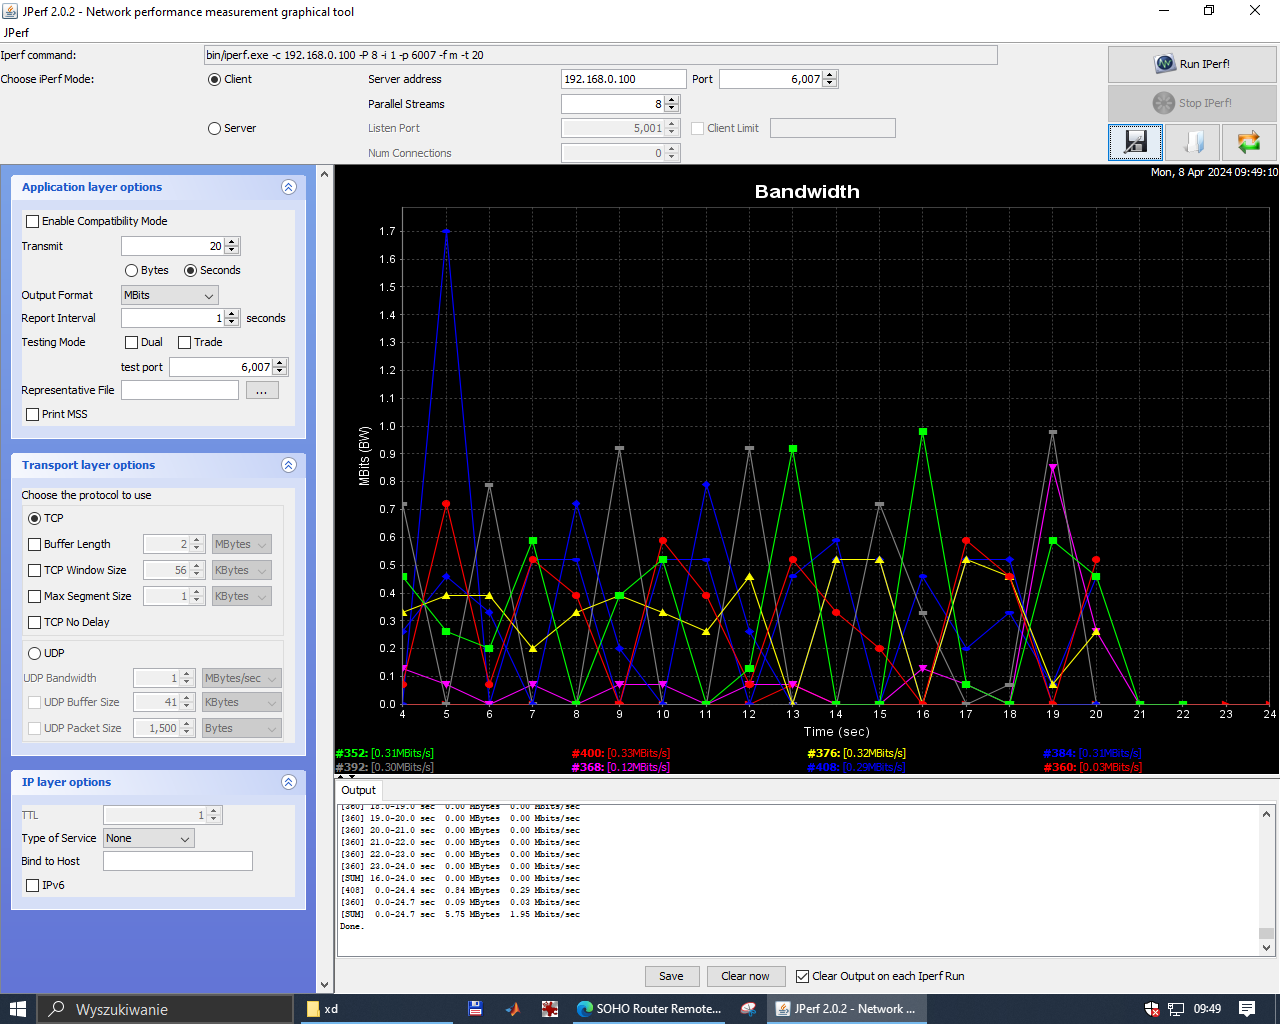 JPerf 2.0.2 - Network performance measurement graphical tool
JPerf
Iperf command: bin/iperf.exe -c 192.168.0.100 -P 8 -i 1 -p 6007 -f m -t 20
Choose iPerf Mode: Client Server address 192.168.0.100 Port 6,007
Parallel Streams 8
Server Listen Port 5,001 Client Limit
Num Connections 0
Run IPerf!
Stop IPerf!
Application layer options
Enable Compatibility Mode
Transmit 20
Bytes Seconds
Output Format MBits
Report Interval 1 seconds
Testing Mode Dual Trade
test port 6,007
Representative File ...
Print MSS
Transport layer options
Choose the protocol to use
TCP
Buffer Length 2 MBytes
TCP Window Size 56 KBytes
Max Segment Size 1 KBytes
TCP No Delay
UDP
UDP Bandwidth 1 MBytes/sec
UDP Buffer Size 41 KBytes
UDP Packet Size 1,500 Bytes
IP layer options
TTL 1
Type of Service None
Bind to Host
IPv6
Mon, 8 Apr 2024 09:49:10
Bandwidth
MBits (BW)
1.7
1.6
1.5
1.4
1.3
1.2
1.1
1.0
0.9
0.8
0.7
0.6
0.5
0.4
0.3
0.2
0.1
0.0
4 5 6 7 8 9 10 11 12 13 14 15 16 17 18 19 20 21 22 23 24
Time (sec)
#352: [0.31MBits/s] #400: [0.33MBits/s] #376: [0.32MBits/s] #384: [0.31MBits/s]
#392: [0.30MBits/s] #368: [0.12MBits/s] #408: [0.29MBits/s] #360: [0.03MBits/s]
Output
[360] 18.0-19.0 sec 0.00 MBytes 0.00 Mbits/sec
[360] 19.0-20.0 sec 0.00 MBytes 0.00 Mbits/sec
[360] 20.0-21.0 sec 0.00 MBytes 0.00 Mbits/sec
[360] 21.0-22.0 sec 0.00 MBytes 0.00 Mbits/sec
[360] 22.0-23.0 sec 0.00 MBytes 0.00 Mbits/sec
[360] 23.0-24.0 sec 0.00 MBytes 0.00 Mbits/sec
[SUM] 16.0-24.0 sec 0.00 MBytes 0.00 Mbits/sec
[408] 0.0-24.4 sec 0.84 MBytes 0.29 Mbits/sec
[360] 0.0-24.7 sec 0.09 MBytes 0.03 Mbits/sec
[SUM] 0.0-24.7 sec 5.75 MBytes 1.95 Mbits/sec
Done.
Save Clear now Clear Output on each Iperf Run
Wyszukiwanie xd SOHO Router Remote... JPerf 2.0.2 - Network ... 09:49